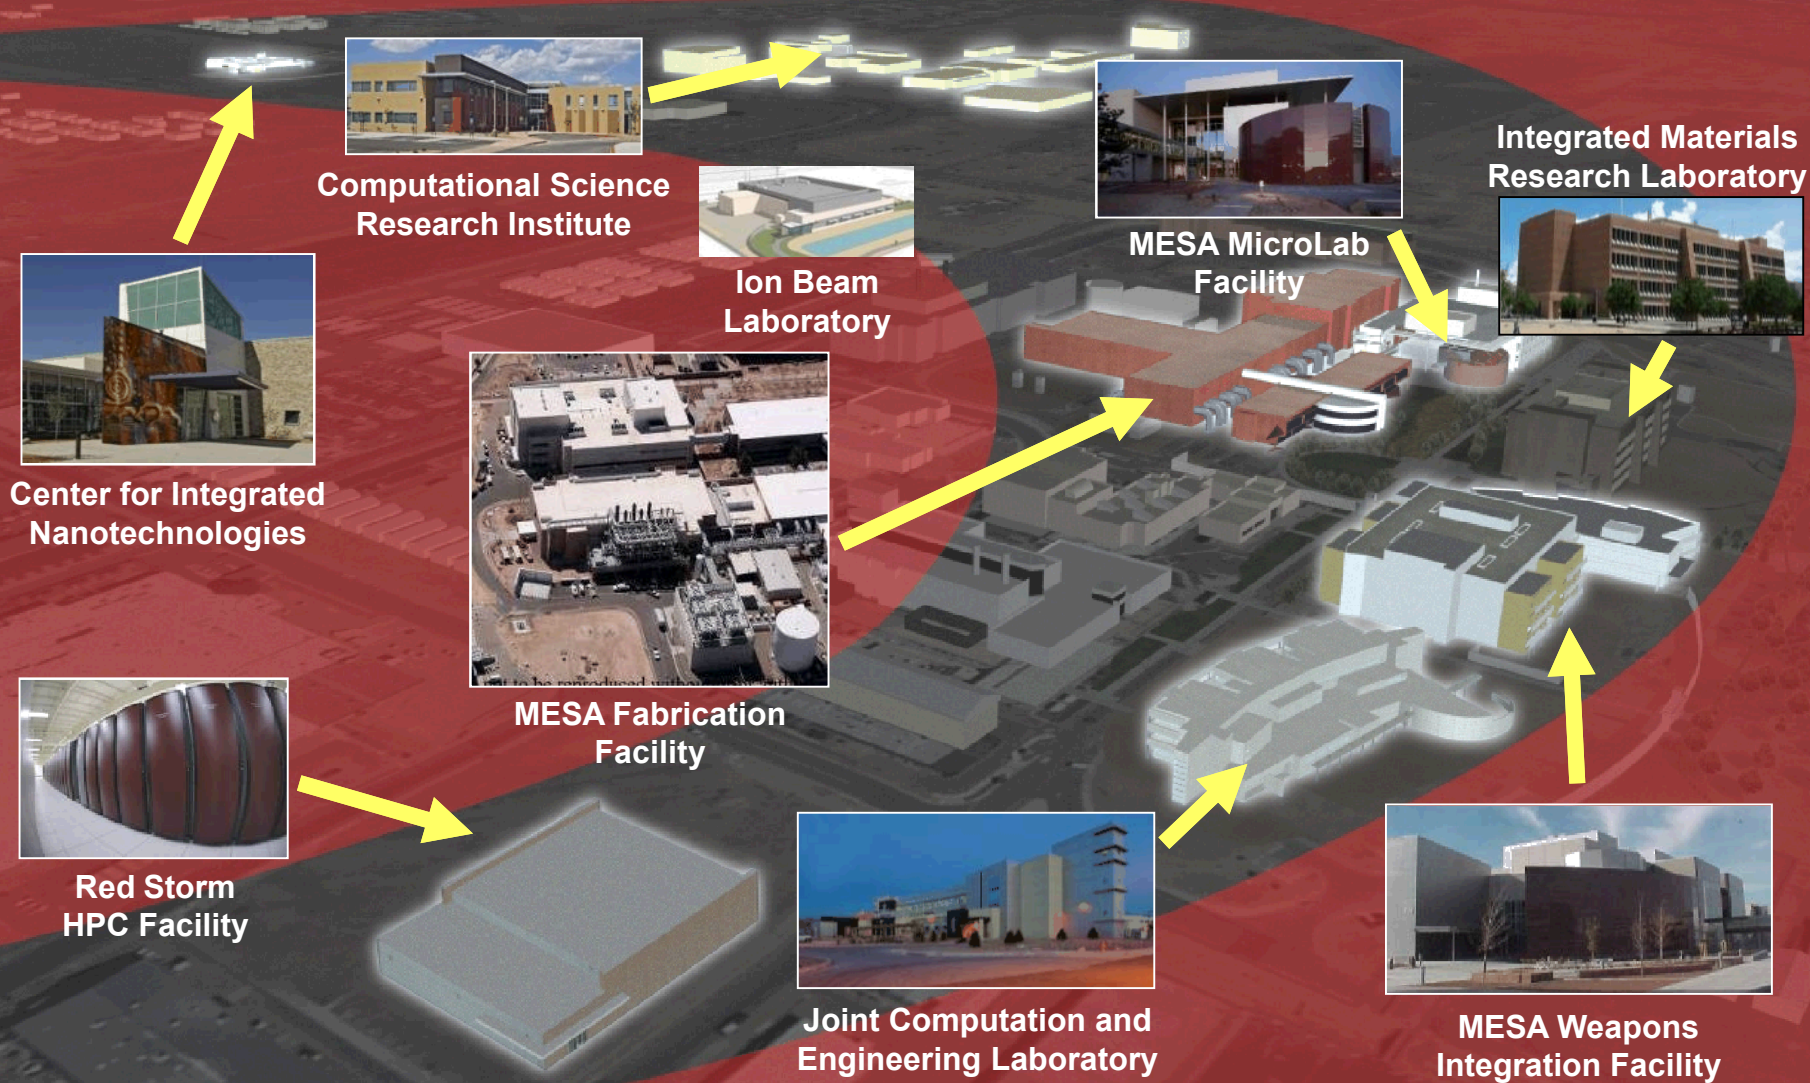 Computational Science
Research Institute
Ion Beam
Laboratory
MESA MicroLab
Facility
Integrated Materials
Research Laboratory
Center for Integrated
Nanotechnologies
MESA Fabrication
Facility
Red Storm
HPC Facility
Joint Computation and
Engineering Laboratory
MESA Weapons
Integration Facility